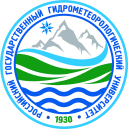 РОССИЙСКИЙ ГОСУДАРСТВЕННЫЙ ГИДРОМЕТЕОРОЛОГИЧЕСКИЙ УНИВЕРСИТЕТ
• 1930 •